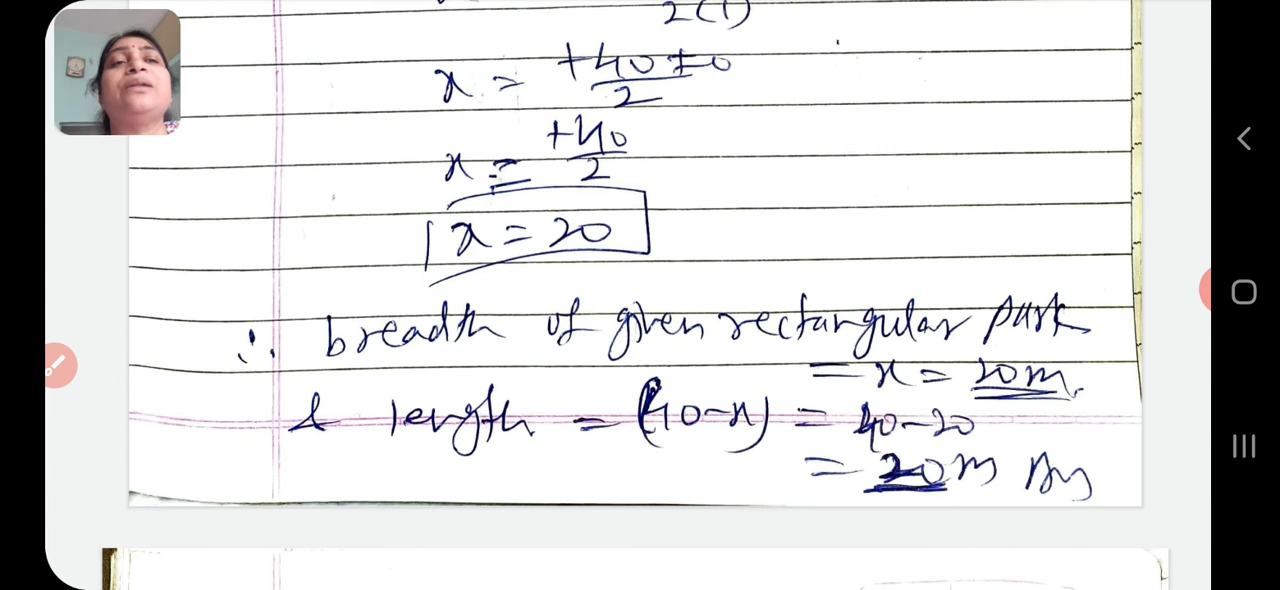 2(1)
x = +40±0/2
x = +40/2
x = 20
∴ breadth of given rectangular park
= x = 20m.
& length = (40-x) = 40-20
= 20m Ans